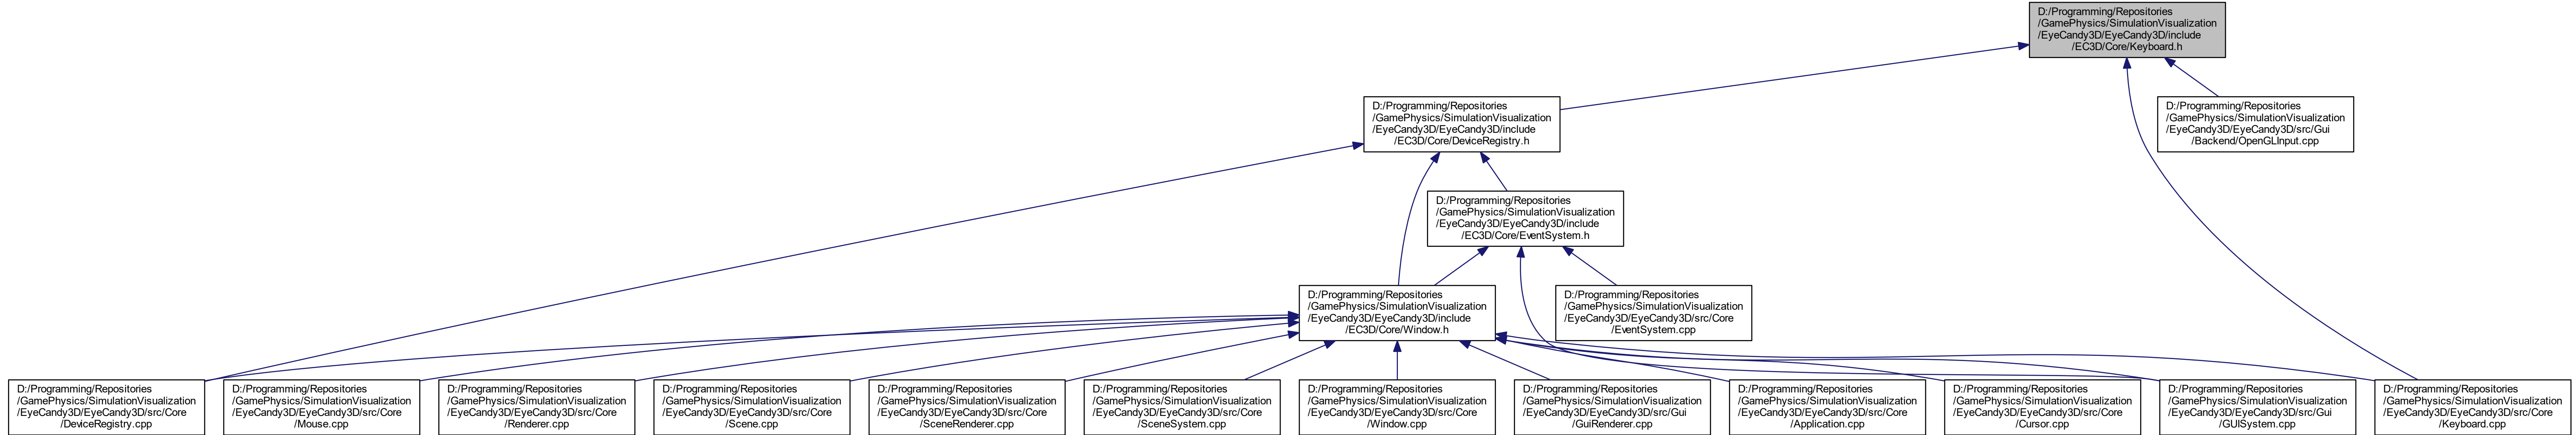 D:/Programming/Repositories
/GamePhysics/SimulationVisualization
/EyeCandy3D/EyeCandy3D/include
/EC3D/Core/Keyboard.h
D:/Programming/Repositories
/GamePhysics/SimulationVisualization
/EyeCandy3D/EyeCandy3D/include
/EC3D/Core/DeviceRegistry.h
D:/Programming/Repositories
/GamePhysics/SimulationVisualization
/EyeCandy3D/EyeCandy3D/src/Gui
/Backend/OpenGLInput.cpp
D:/Programming/Repositories
/GamePhysics/SimulationVisualization
/EyeCandy3D/EyeCandy3D/include
/EC3D/Core/EventSystem.h
D:/Programming/Repositories
/GamePhysics/SimulationVisualization
/EyeCandy3D/EyeCandy3D/include
/EC3D/Core/Window.h
D:/Programming/Repositories
/GamePhysics/SimulationVisualization
/EyeCandy3D/EyeCandy3D/src/Core
/EventSystem.cpp
D:/Programming/Repositories
/GamePhysics/SimulationVisualization
/EyeCandy3D/EyeCandy3D/src/Core
/DeviceRegistry.cpp
D:/Programming/Repositories
/GamePhysics/SimulationVisualization
/EyeCandy3D/EyeCandy3D/src/Core
/Mouse.cpp
D:/Programming/Repositories
/GamePhysics/SimulationVisualization
/EyeCandy3D/EyeCandy3D/src/Core
/Renderer.cpp
D:/Programming/Repositories
/GamePhysics/SimulationVisualization
/EyeCandy3D/EyeCandy3D/src/Core
/Scene.cpp
D:/Programming/Repositories
/GamePhysics/SimulationVisualization
/EyeCandy3D/EyeCandy3D/src/Core
/SceneRenderer.cpp
D:/Programming/Repositories
/GamePhysics/SimulationVisualization
/EyeCandy3D/EyeCandy3D/src/Core
/SceneSystem.cpp
D:/Programming/Repositories
/GamePhysics/SimulationVisualization
/EyeCandy3D/EyeCandy3D/src/Core
/Window.cpp
D:/Programming/Repositories
/GamePhysics/SimulationVisualization
/EyeCandy3D/EyeCandy3D/src/Gui
/GuiRenderer.cpp
D:/Programming/Repositories
/GamePhysics/SimulationVisualization
/EyeCandy3D/EyeCandy3D/src/Core
/Application.cpp
D:/Programming/Repositories
/GamePhysics/SimulationVisualization
/EyeCandy3D/EyeCandy3D/src/Core
/Cursor.cpp
D:/Programming/Repositories
/GamePhysics/SimulationVisualization
/EyeCandy3D/EyeCandy3D/src/Gui
/GUISystem.cpp
D:/Programming/Repositories
/GamePhysics/SimulationVisualization
/EyeCandy3D/EyeCandy3D/src/Core
/Keyboard.cpp